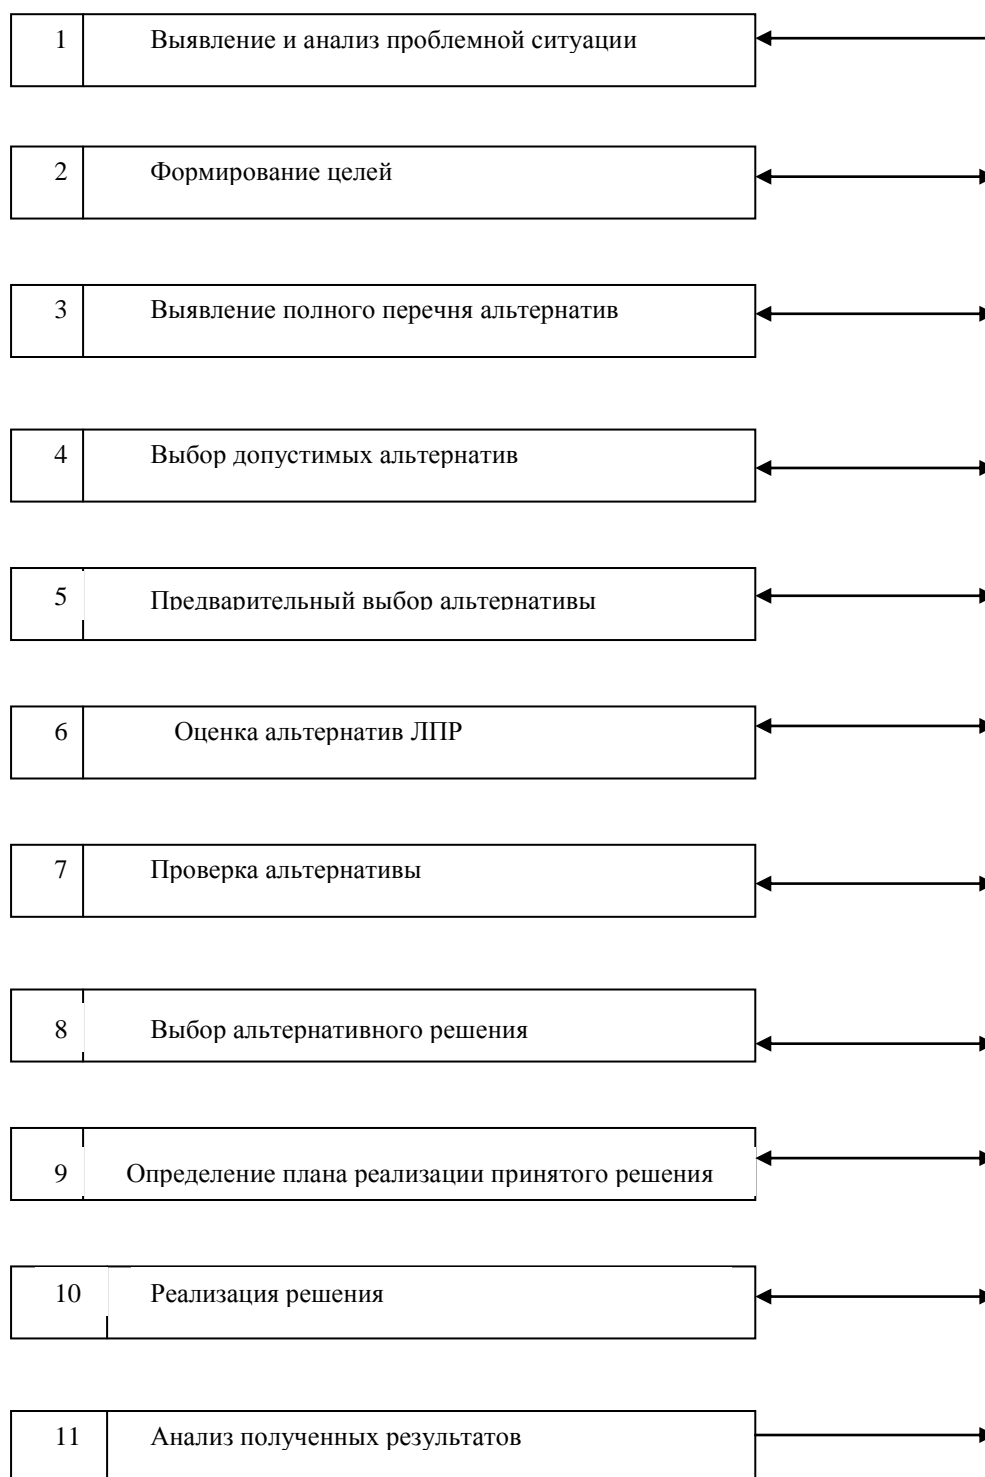 1 Выявление и анализ проблемной ситуации
2 Формирование целей
3 Выявление полного перечня альтернатив
4 Выбор допустимых альтернатив
5 Предварительный выбор альтернативы
6 Оценка альтернатив ЛПР
7 Проверка альтернативы
8 Выбор альтернативного решения
9 Определение плана реализации принятого решения
10 Реализация решения
11 Анализ полученных результатов